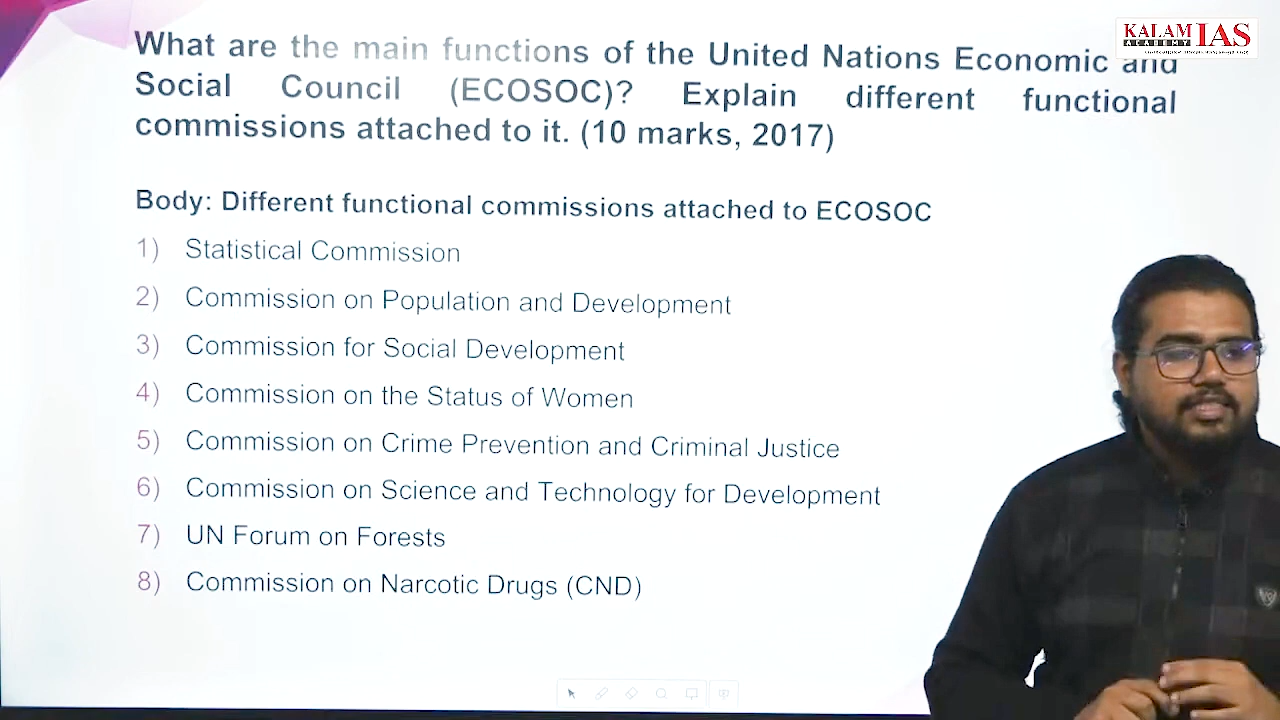 What are the main functions of the United Nations Economic and
Social Council (ECOSOC)? Explain different functional
commissions attached to it. (10 marks, 2017)
KALAM IAS
ACADEMY
Body: Different functional commissions attached to ECOSOC
1) Statistical Commission
2) Commission on Population and Development
3) Commission for Social Development
4) Commission on the Status of Women
5) Commission on Crime Prevention and Criminal Justice
6) Commission on Science and Technology for Development
7) UN Forum on Forests
8) Commission on Narcotic Drugs (CND)